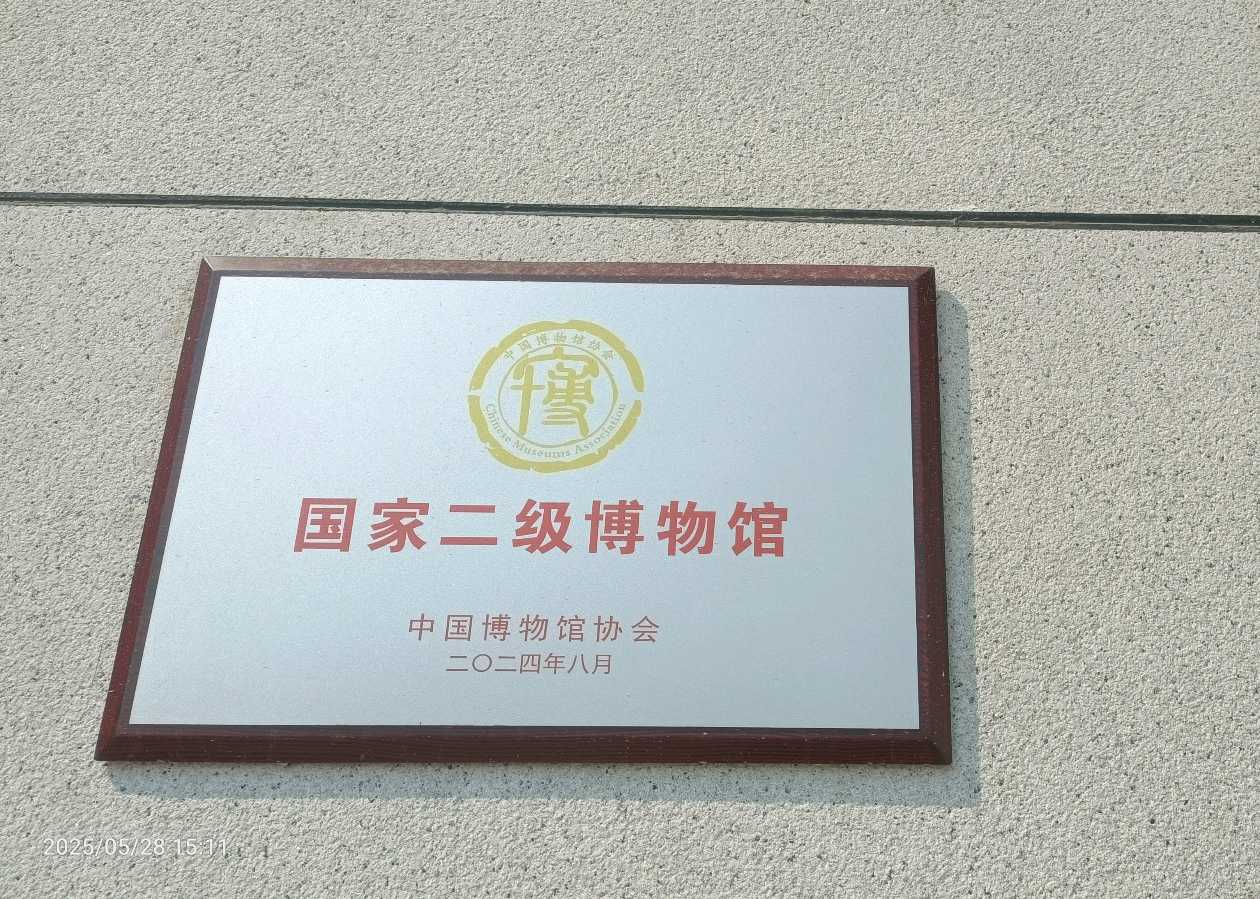 中国博物馆协会
博
Chinese Museums Association
国家二级博物馆
中国博物馆协会
二〇二四年八月
2025/05/28 15:11